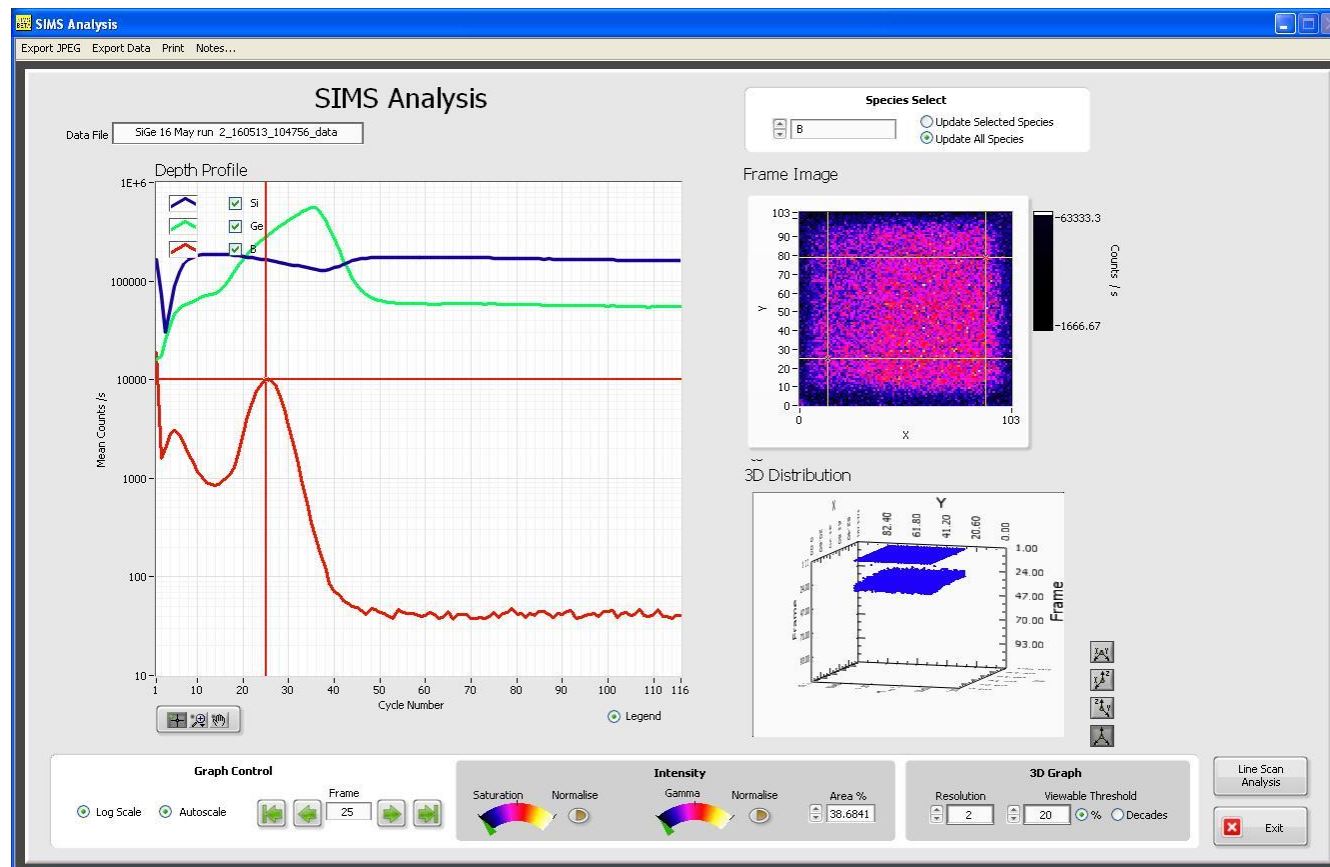 SIMS Analysis
Export JPEG Export Data Print Notes...
SIMS Analysis
Data File SiGe 16 May run 2_160513_104756_data
Species Select
B
Update Selected Species
Update All Species
Depth Profile
1E+6
100000
10000
1000
100
10
Mean Counts /s
Si
Ge
B
1 10 20 30 40 50 60 70 80 90 100 110 116
Cycle Number
Legend
Frame Image
103
90
80
70
60
50
40
30
20
10
0
Y
0 103
X
63333.3
1666.67
Counts / s
3D Distribution
Y
82.40 61.80 41.20 20.60 0.00
1.00
24.00
47.00
70.00
93.00
Frame
Frame
Graph Control
Log Scale Autoscale
Frame
25
Intensity
Saturation Normalise Gamma Normalise Area %
38.6841
3D Graph
Resolution Viewable Threshold
2 20 % Decades
Line Scan
Analysis
Exit